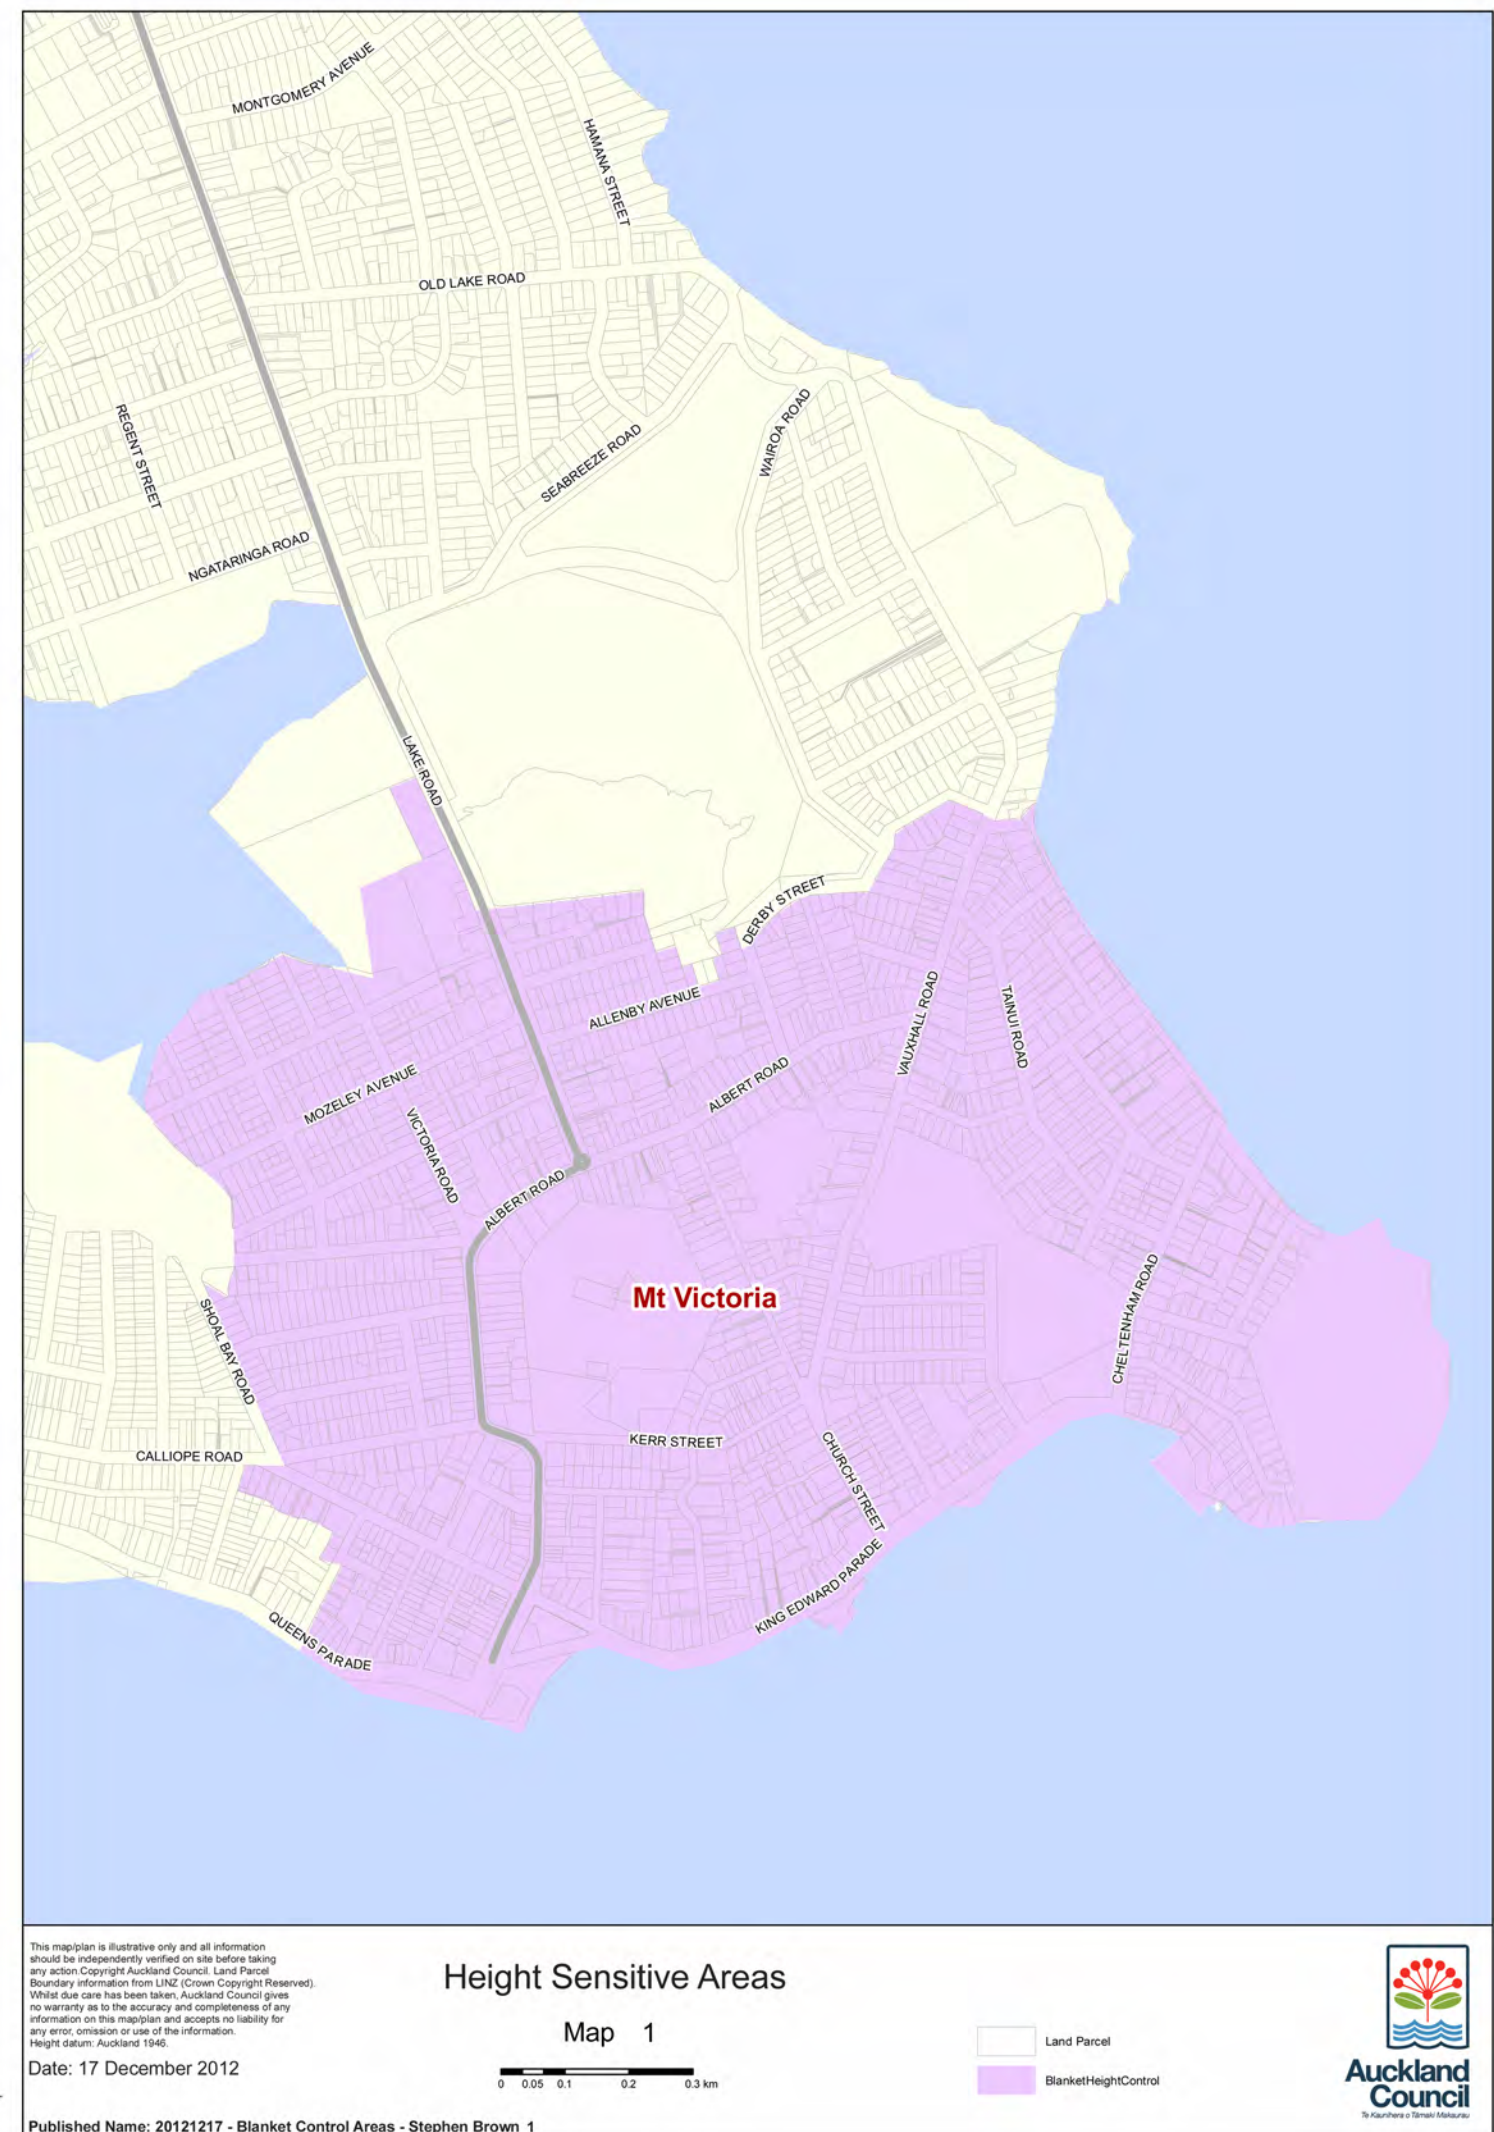 MONTGOMERY AVENUE
HAMANA STREET
OLD LAKE ROAD
REGENT STREET
WAIROA ROAD
SEABREEZE ROAD
NGATARINGA ROAD
LAKE ROAD
DERBY STREET
ALLENBY AVENUE
VAUXHALL ROAD
TAINUI ROAD
MOZELEY AVENUE
ALBERT ROAD
VICTORIA ROAD
ALBERT ROAD
Mt Victoria
CHELTENHAM ROAD
SHOAL BAY ROAD
CALLIOPE ROAD
KERR STREET
CHURCH STREET
KING EDWARD PARADE
QUEENS PARADE
This map/plan is illustrative only and all information
should be independently verified on site before taking
any action.Copyright Auckland Council. Land Parcel
Boundary information from LINZ (Crown Copyright Reserved).
Whilst due care has been taken, Auckland Council gives
no warranty as to the accuracy and completeness of any
information on this map/plan and accepts no liability for
any error, omission or use of the information.
Height datum: Auckland 1946.
Date: 17 December 2012
Height Sensitive Areas
Map 1
0 0.05 0.1 0.2 0.3 km
Land Parcel
BlanketHeightControl
Auckland
Council
Te Kaunihera o Tāmaki Makaurau
Published Name: 20121217 - Blanket Control Areas - Stephen Brown_1